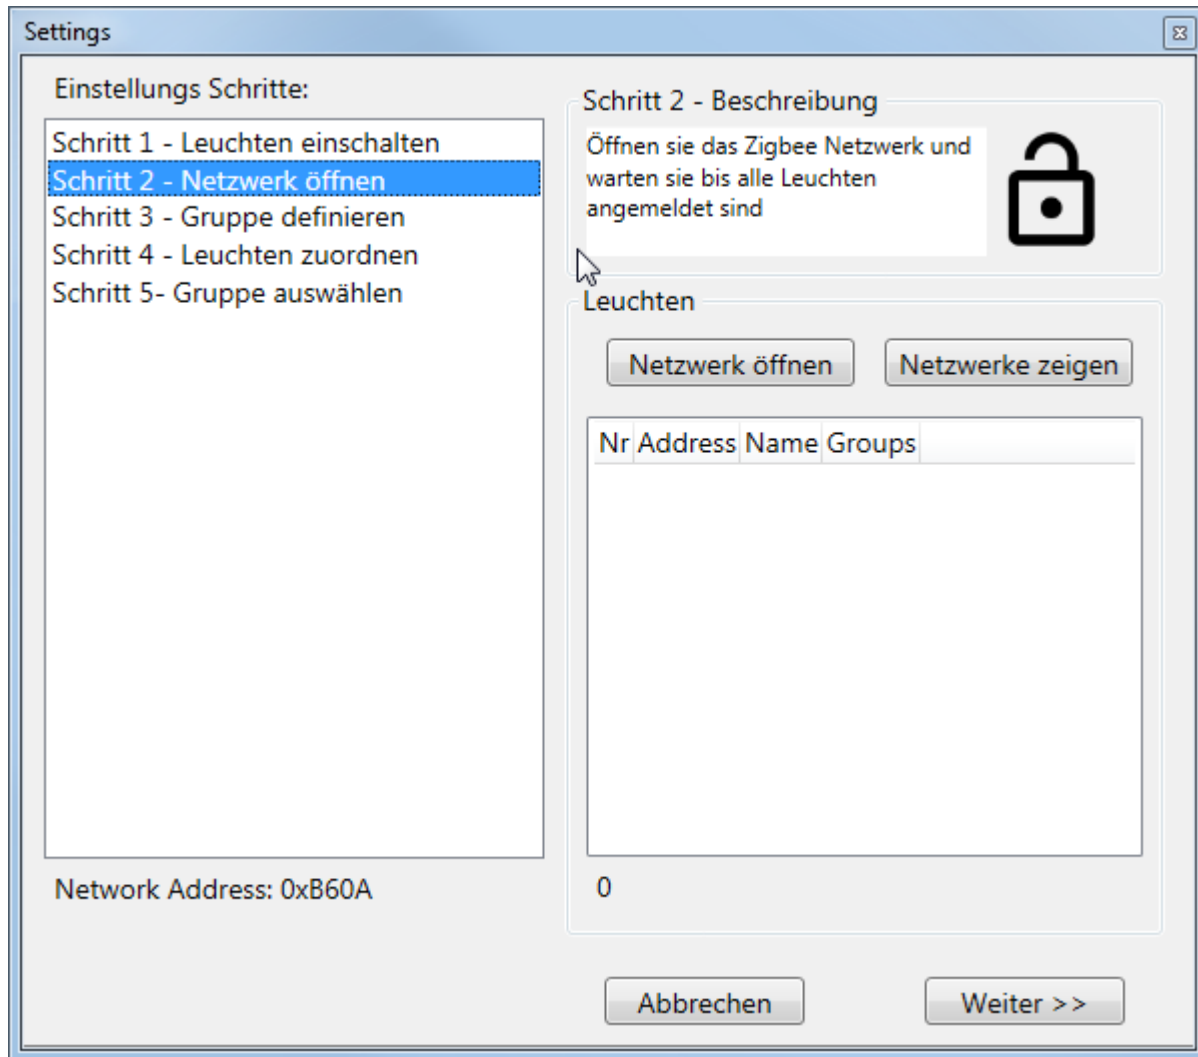 Settings
Einstellungs Schritte:
Schritt 1 - Leuchten einschalten
Schritt 2 - Netzwerk öffnen
Schritt 3 - Gruppe definieren
Schritt 4 - Leuchten zuordnen
Schritt 5- Gruppe auswählen
Network Address: 0xB60A
Schritt 2 - Beschreibung
Öffnen sie das Zigbee Netzwerk und
warten sie bis alle Leuchten
angemeldet sind
Leuchten
Netzwerk öffnen Netzwerke zeigen
Nr Address Name Groups
0
Abbrechen Weiter >>